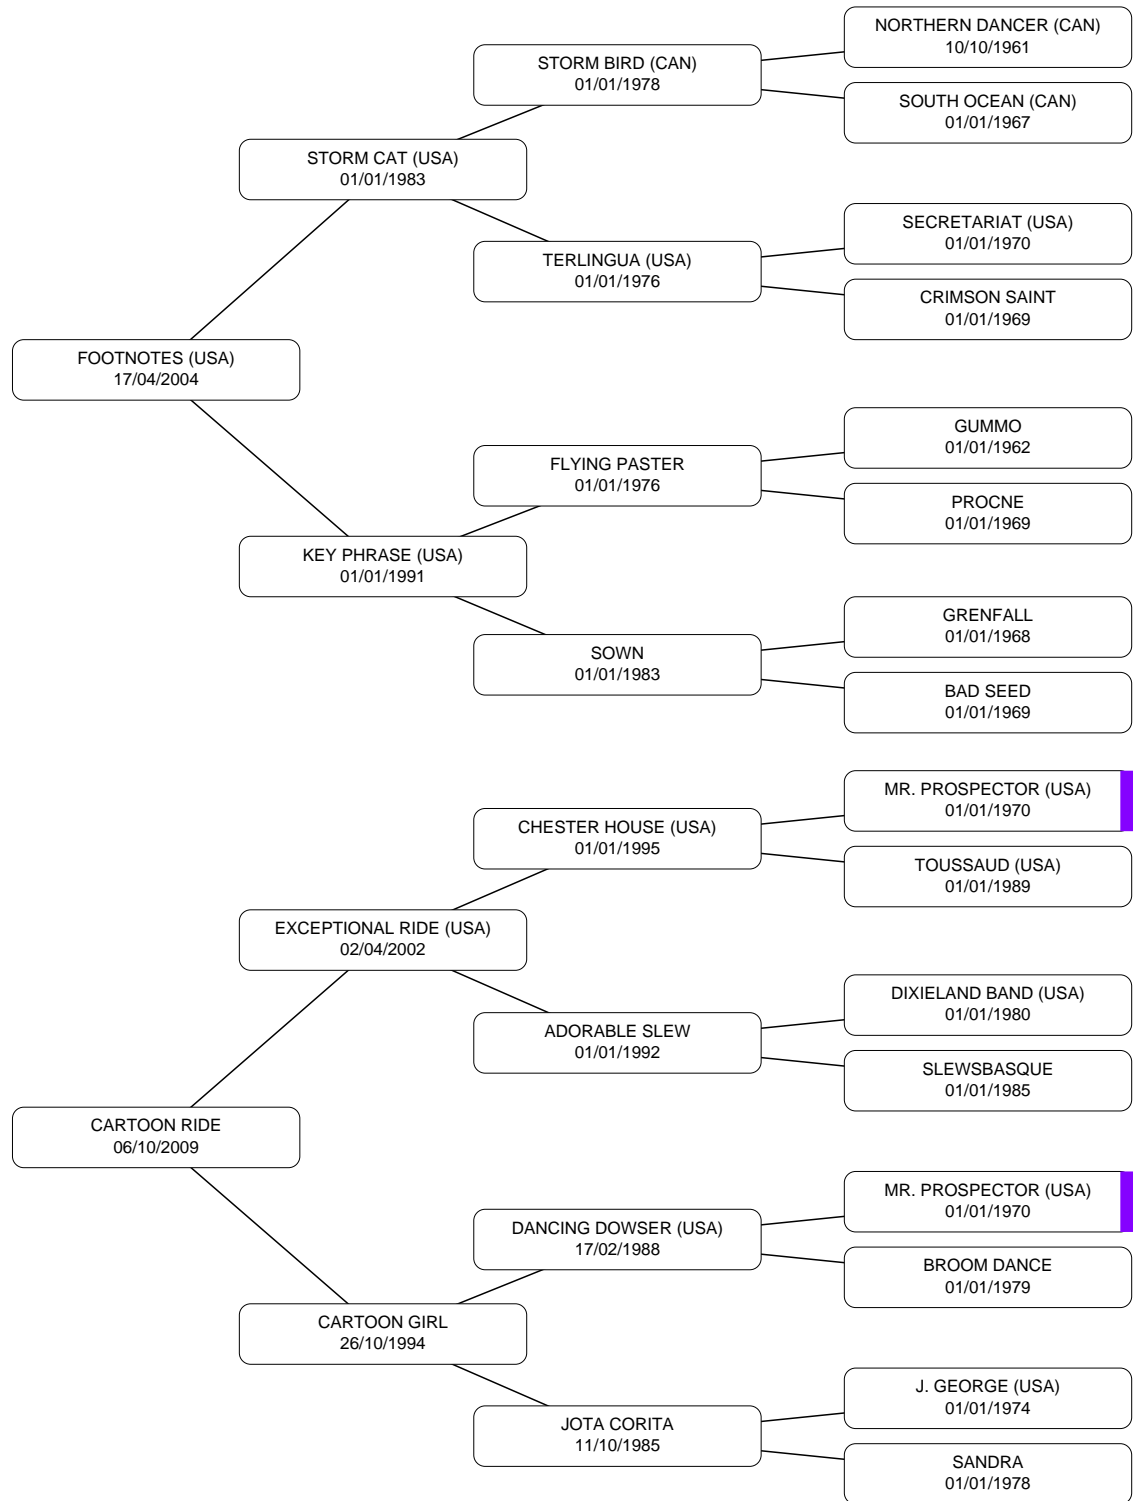 NORTHERN DANCER (CAN)
10/10/1961
STORM BIRD (CAN)
01/01/1978
SOUTH OCEAN (CAN)
01/01/1967
STORM CAT (USA)
01/01/1983
SECRETARIAT (USA)
01/01/1970
TERLINGUA (USA)
01/01/1976
CRIMSON SAINT
01/01/1969
FOOTNOTES (USA)
17/04/2004
GUMMO
01/01/1962
FLYING PASTER
01/01/1976
PROCNE
01/01/1969
KEY PHRASE (USA)
01/01/1991
GRENFALL
01/01/1968
SOWN
01/01/1983
BAD SEED
01/01/1969
MR. PROSPECTOR (USA)
01/01/1970
CHESTER HOUSE (USA)
01/01/1995
TOUSSAUD (USA)
01/01/1989
EXCEPTIONAL RIDE (USA)
02/04/2002
DIXIELAND BAND (USA)
01/01/1980
ADORABLE SLEW
01/01/1992
SLEWSBASQUE
01/01/1985
CARTOON RIDE
06/10/2009
MR. PROSPECTOR (USA)
01/01/1970
DANCING DOWSER (USA)
17/02/1988
BROOM DANCE
01/01/1979
CARTOON GIRL
26/10/1994
J. GEORGE (USA)
01/01/1974
JOTA CORITA
11/10/1985
SANDRA
01/01/1978